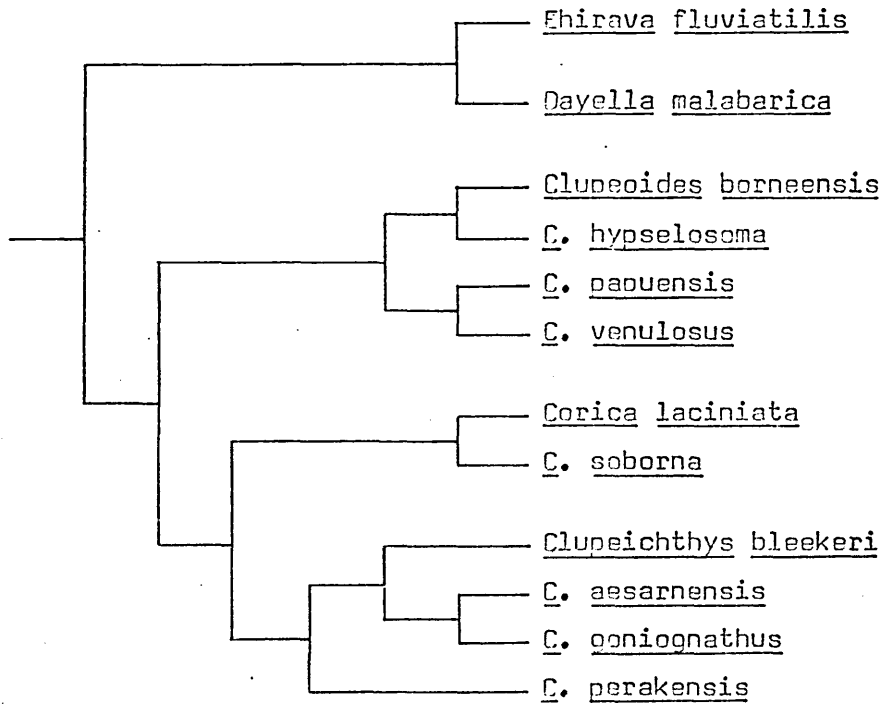 Ehirava fluviatilis
Dayella malabarica
Clupeoides borneensis
C. hypselosoma
C. papuensis
C. venulosus
Corica laciniata
C. soborna
Clupeichthys bleekeri
C. aesarnensis
C. goniognathus
C. perakensis